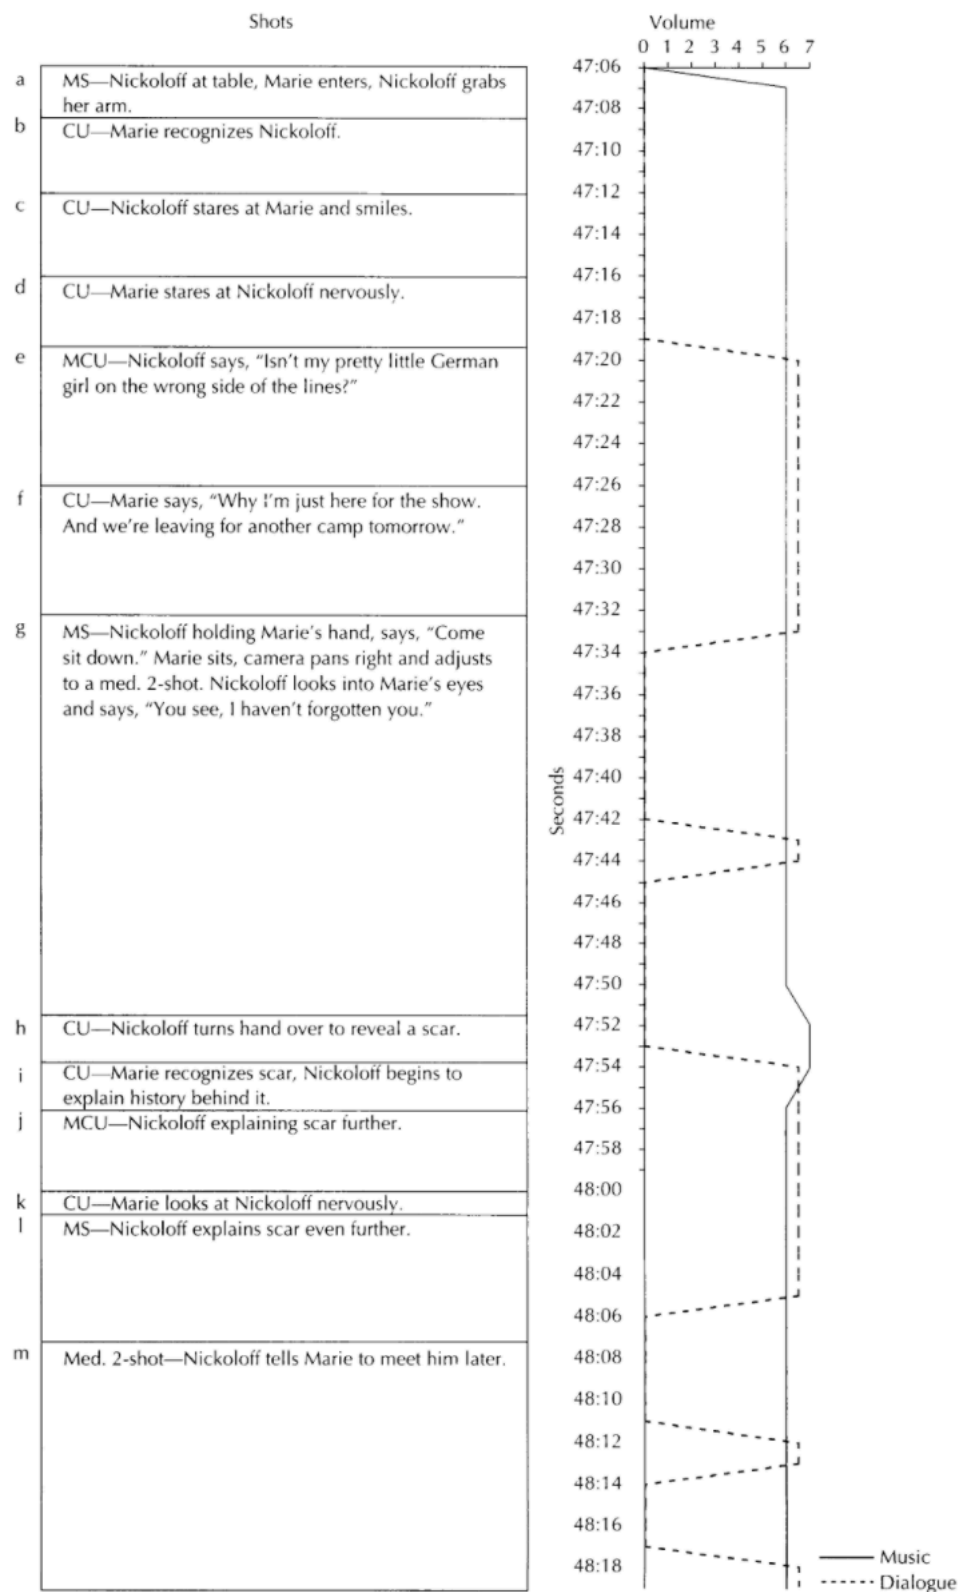 Shots
Volume
0 1 2 3 4 5 6 7
a
MS—Nickoloff at table, Marie enters, Nickoloff grabs
her arm.
b
CU—Marie recognizes Nickoloff.
c
CU—Nickoloff stares at Marie and smiles.
d
CU—Marie stares at Nickoloff nervously.
e
MCU—Nickoloff says, “Isn’t my pretty little German
girl on the wrong side of the lines?”
f
CU—Marie says, “Why I’m just here for the show.
And we’re leaving for another camp tomorrow.”
g
MS—Nickoloff holding Marie’s hand, says, “Come
sit down.” Marie sits, camera pans right and adjusts
to a med. 2-shot. Nickoloff looks into Marie’s eyes
and says, “You see, I haven’t forgotten you.”
h
CU—Nickoloff turns hand over to reveal a scar.
i
CU—Marie recognizes scar, Nickoloff begins to
explain history behind it.
j
MCU—Nickoloff explaining scar further.
k
CU—Marie looks at Nickoloff nervously.
l
MS—Nickoloff explains scar even further.
m
Med. 2-shot—Nickoloff tells Marie to meet him later.
Seconds
47:06
47:08
47:10
47:12
47:14
47:16
47:18
47:20
47:22
47:24
47:26
47:28
47:30
47:32
47:34
47:36
47:38
47:40
47:42
47:44
47:46
47:48
47:50
47:52
47:54
47:56
47:58
48:00
48:02
48:04
48:06
48:08
48:10
48:12
48:14
48:16
48:18
Music
Dialogue